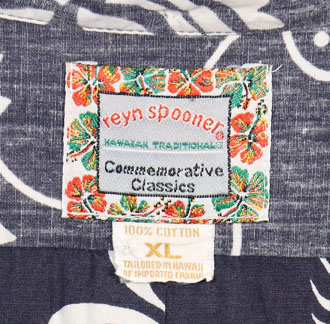 reyn spooner®
HAWAIIAN TRADITIONALS
Commemorative
Classics
100% COTTON
XL
TAILORED IN HAWAII
OF IMPORTED FABRIC